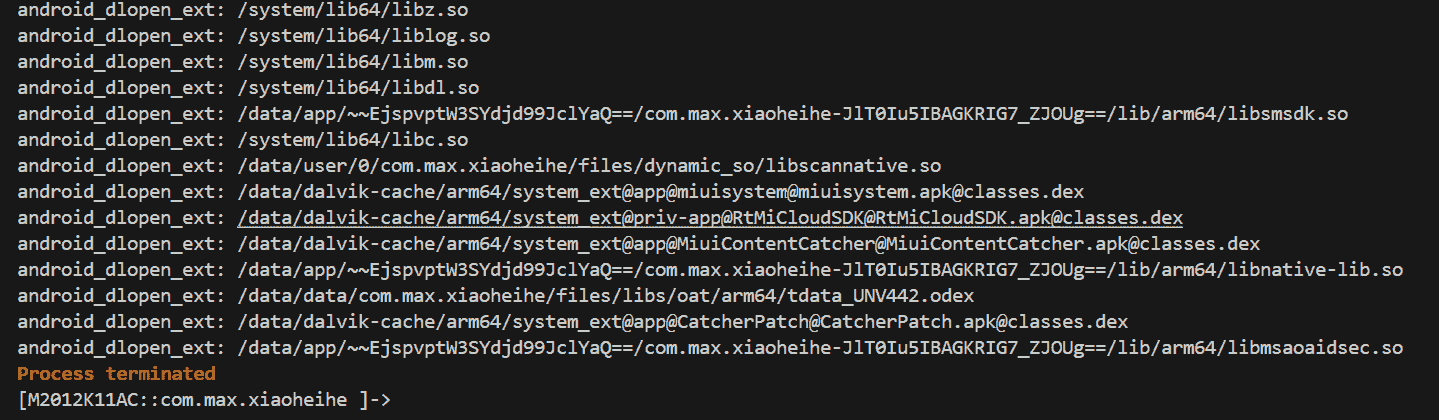 android_dlopen_ext: /system/lib64/libz.so
android_dlopen_ext: /system/lib64/liblog.so
android_dlopen_ext: /system/lib64/libm.so
android_dlopen_ext: /system/lib64/libdl.so
android_dlopen_ext: /data/app/~~EjspvptW3SYdjd99JclYaQ==/com.max.xiaoheihe-JlT0Iu5IBAGKRIG7_ZJOUg==/lib/arm64/libsmsdk.so
android_dlopen_ext: /system/lib64/libc.so
android_dlopen_ext: /data/user/0/com.max.xiaoheihe/files/dynamic_so/libscannative.so
android_dlopen_ext: /data/dalvik-cache/arm64/system_ext@app@miuisystem@miuisystem.apk@classes.dex
android_dlopen_ext: /data/dalvik-cache/arm64/system_ext@priv-app@RtMiCloudSDK@RtMiCloudSDK.apk@classes.dex
android_dlopen_ext: /data/dalvik-cache/arm64/system_ext@app@MiuiContentCatcher@MiuiContentCatcher.apk@classes.dex
android_dlopen_ext: /data/app/~~EjspvptW3SYdjd99JclYaQ==/com.max.xiaoheihe-JlT0Iu5IBAGKRIG7_ZJOUg==/lib/arm64/libnative-lib.so
android_dlopen_ext: /data/data/com.max.xiaoheihe/files/libs/oat/arm64/tdata_UNV442.odex
android_dlopen_ext: /data/dalvik-cache/arm64/system_ext@app@CatcherPatch@CatcherPatch.apk@classes.dex
android_dlopen_ext: /data/app/~~EjspvptW3SYdjd99JclYaQ==/com.max.xiaoheihe-JlT0Iu5IBAGKRIG7_ZJOUg==/lib/arm64/libmsaoaidsec.so
Process terminated
[M2012K11AC::com.max.xiaoheihe ]->